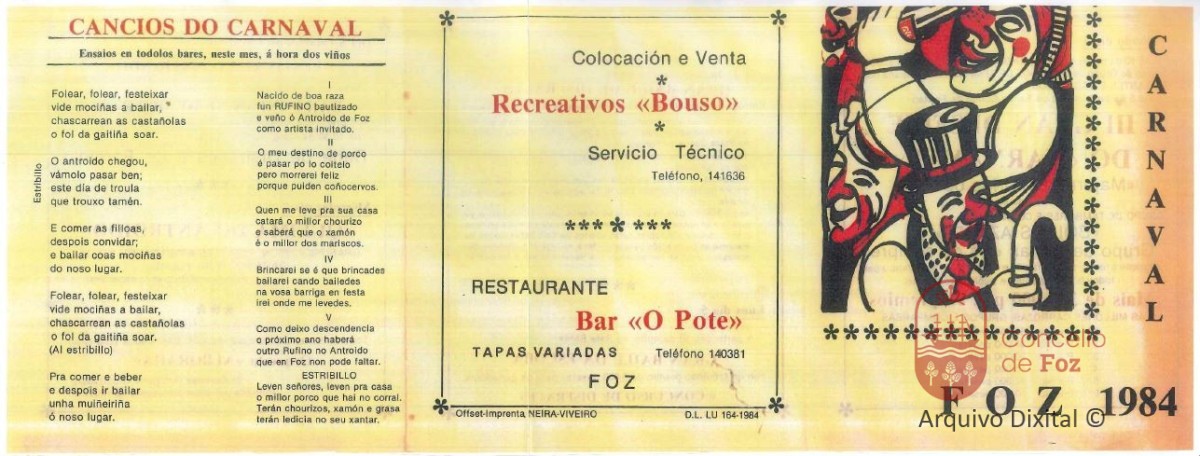 CANCIOS DO CARNAVAL
Ensaios en todolos bares, neste mes, á hora dos viños
Estribillo
Folear, folear, festeixar
vide mociñas a bailar,
chascarrean as castañolas
o fol da gaitiña soar.
O antroido chegou,
vámolo pasar ben;
este día de troula
que trouxo tamén.
E comer as filloas,
despois convidar;
e bailar coas mociñas
do noso lugar.
Folear, folear, festeixar
vide mociñas a bailar,
chascarrean as castañolas
o fol da gaitiña soar.
(Al estribillo)
Pra comer e beber
e despois ir bailar
unha muiñeiriña
ó noso lugar.
I
Nacido de boa raza
fun RUFINO bautizado
e veño ó Antroido de Foz
como artista invitado.
II
O meu destino de porco
é pasar po lo coitelo
pero morrerei feliz
porque puiden coñocervos.
III
Quen me leve pra sua casa
catará o millor chourizo
e saberá que o xamón
é o millor dos mariscos.
IV
Brincarei se é que brincades
bailarei cando bailedes
na vosa barriga en festa
irei onde me levedes.
V
Como deixo descendencia
o próximo ano haberá
outro Rufino no Antroido
que en Foz non pode faltar.
ESTRIBILLO
Leven señores, leven pra casa
o millor porco que hai no corral.
Terán chourizos, xamón e grasa
terán ledicia no seu xantar.
Colocación e Venta
*
Recreativos «Bouso»
*
Servicio Técnico
Teléfono, 141636
*** * ***
RESTAURANTE
Bar «O Pote»
TAPAS VARIADAS Teléfono 140381
FOZ
Offset-Imprenta NEIRA-VIVEIRO D.L. LU 164-1984
CARNAVAL
FOZ 1984
Concello
de Foz
Arquivo Dixital ©